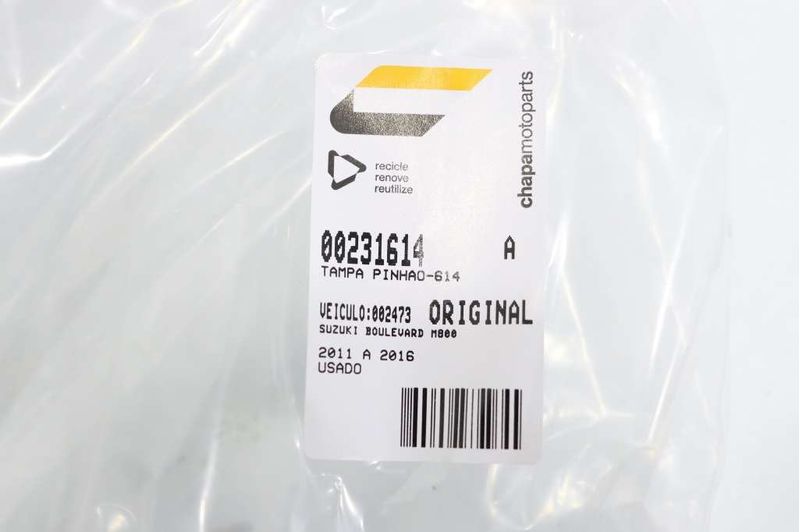 chapamotoparts
recicle
renove
reutilize
00231614 A
TAMPA PINHAO-614
VEICULO:002473 ORIGINAL
SUZUKI BOULEVARD M800
2011 A 2016
USADO